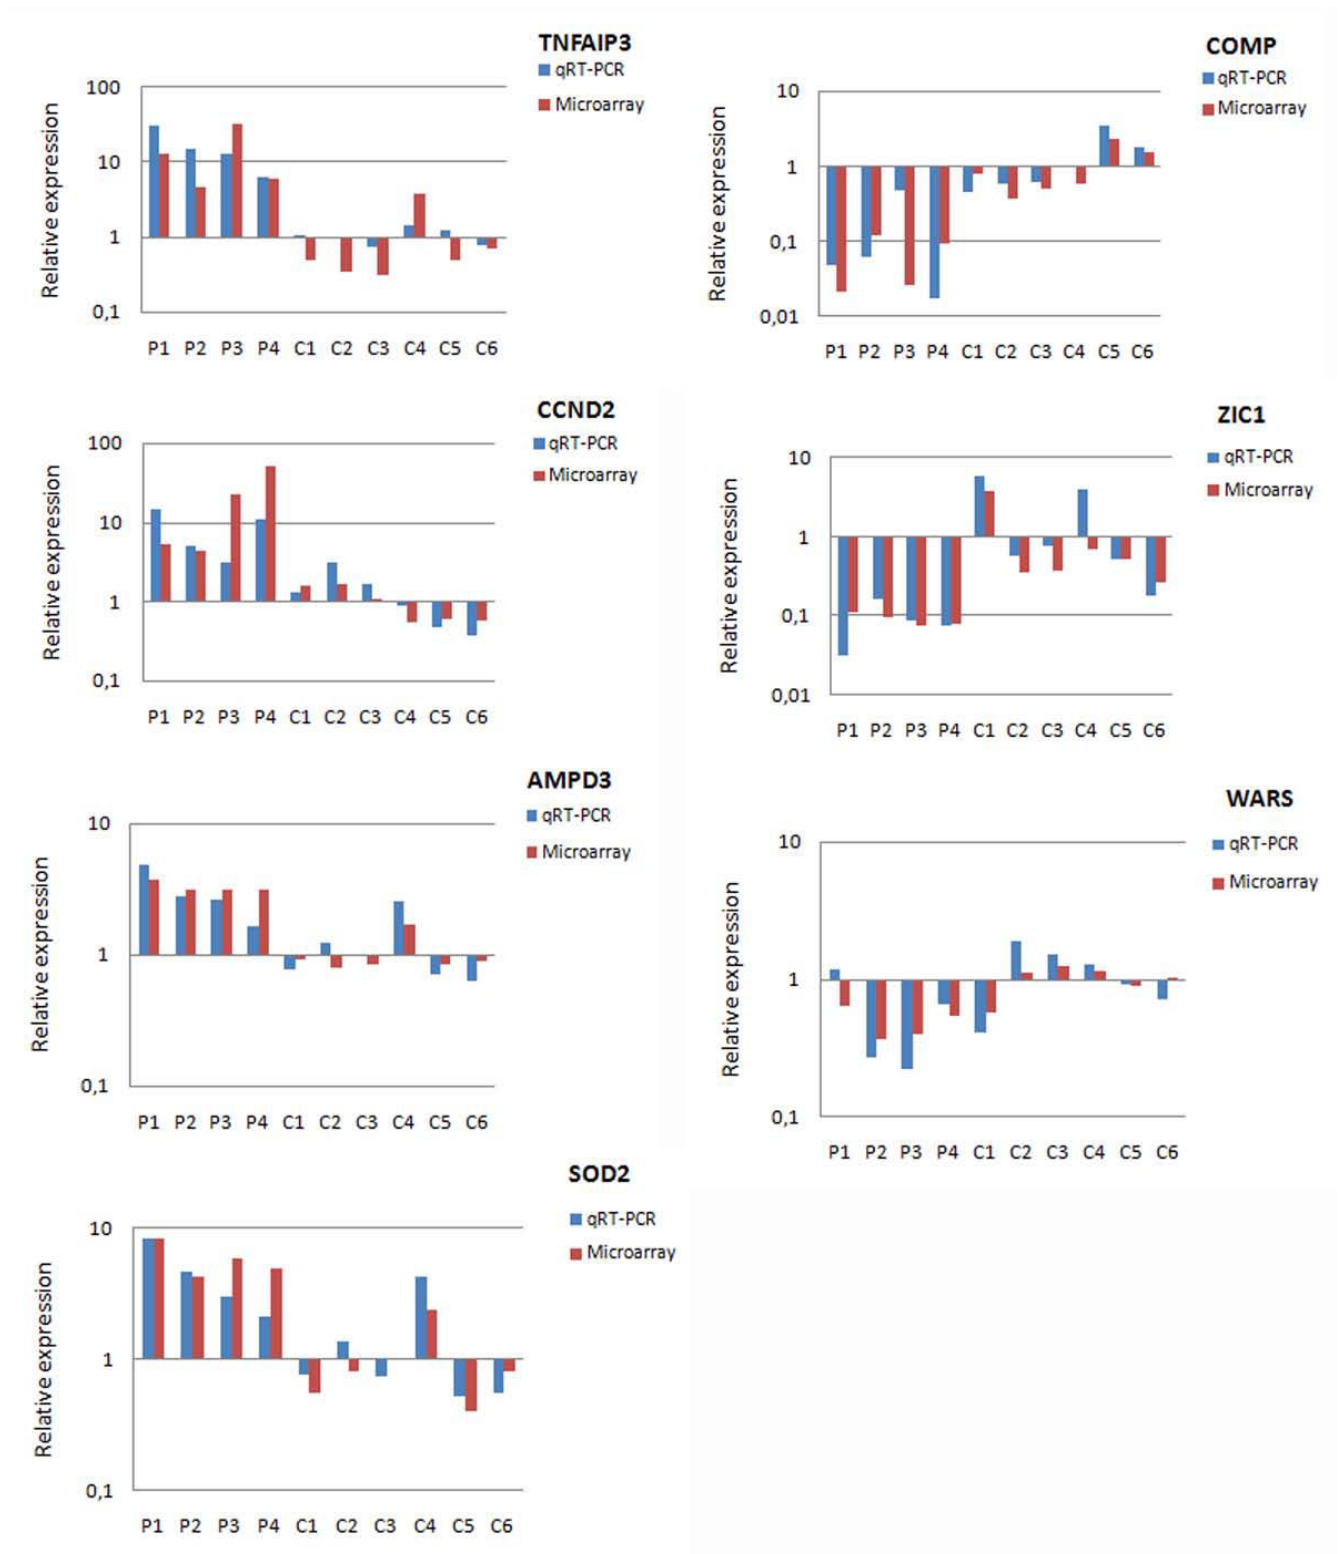 TNFAIP3
qRT-PCR
Microarray
Relative expression
100
10
1
0,1
P1 P2 P3 P4 C1 C2 C3 C4 C5 C6
COMP
qRT-PCR
Microarray
Relative expression
10
1
0,1
0,01
P1 P2 P3 P4 C1 C2 C3 C4 C5 C6
CCND2
qRT-PCR
Microarray
Relative expression
100
10
1
0,1
P1 P2 P3 P4 C1 C2 C3 C4 C5 C6
ZIC1
qRT-PCR
Microarray
Relative expression
10
1
0,1
0,01
P1 P2 P3 P4 C1 C2 C3 C4 C5 C6
AMPD3
qRT-PCR
Microarray
Relative expression
10
1
0,1
P1 P2 P3 P4 C1 C2 C3 C4 C5 C6
WARS
qRT-PCR
Microarray
Relative expression
10
1
0,1
P1 P2 P3 P4 C1 C2 C3 C4 C5 C6
SOD2
qRT-PCR
Microarray
Relative expression
10
1
0,1
P1 P2 P3 P4 C1 C2 C3 C4 C5 C6